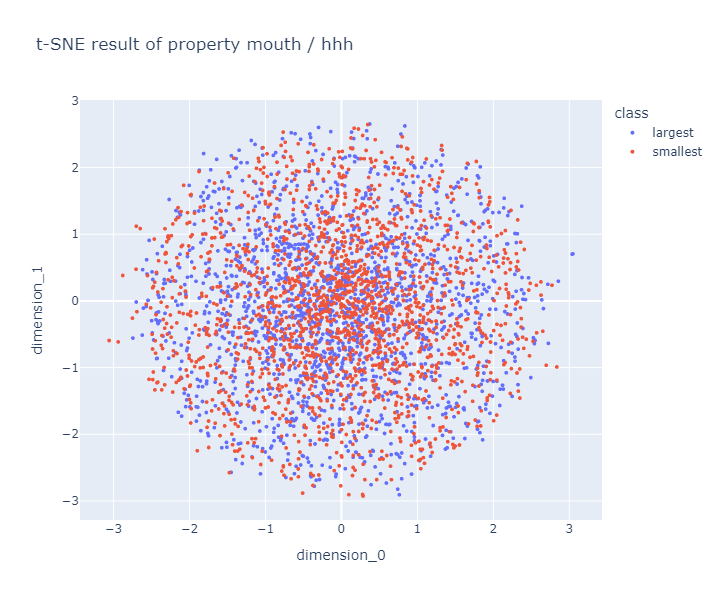 t-SNE result of property mouth / hhh
class
largest
smallest
3
2
1
0
−1
−2
−3
dimension_1
−3
−2
−1
0
1
2
3
dimension_0